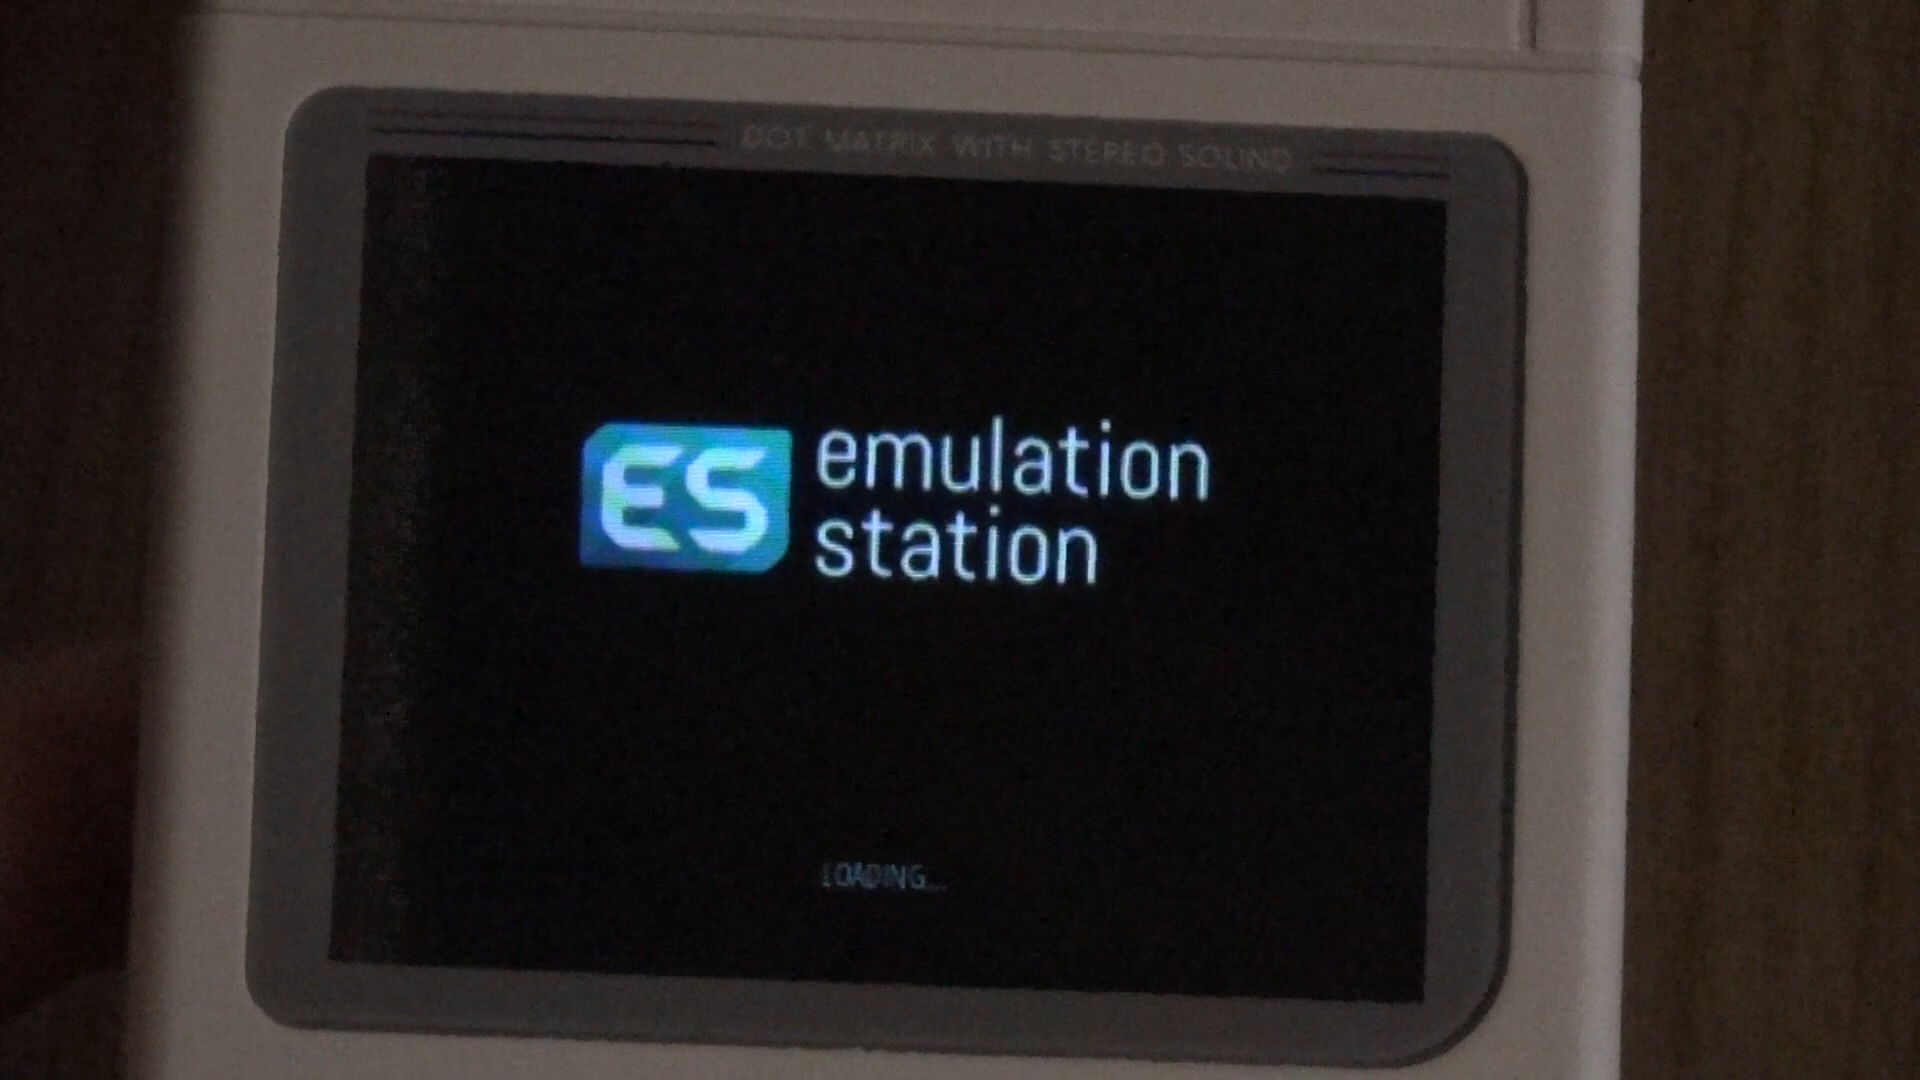 DOT MATRIX WITH STEREO SOUND
ES
emulation
station
LOADING...